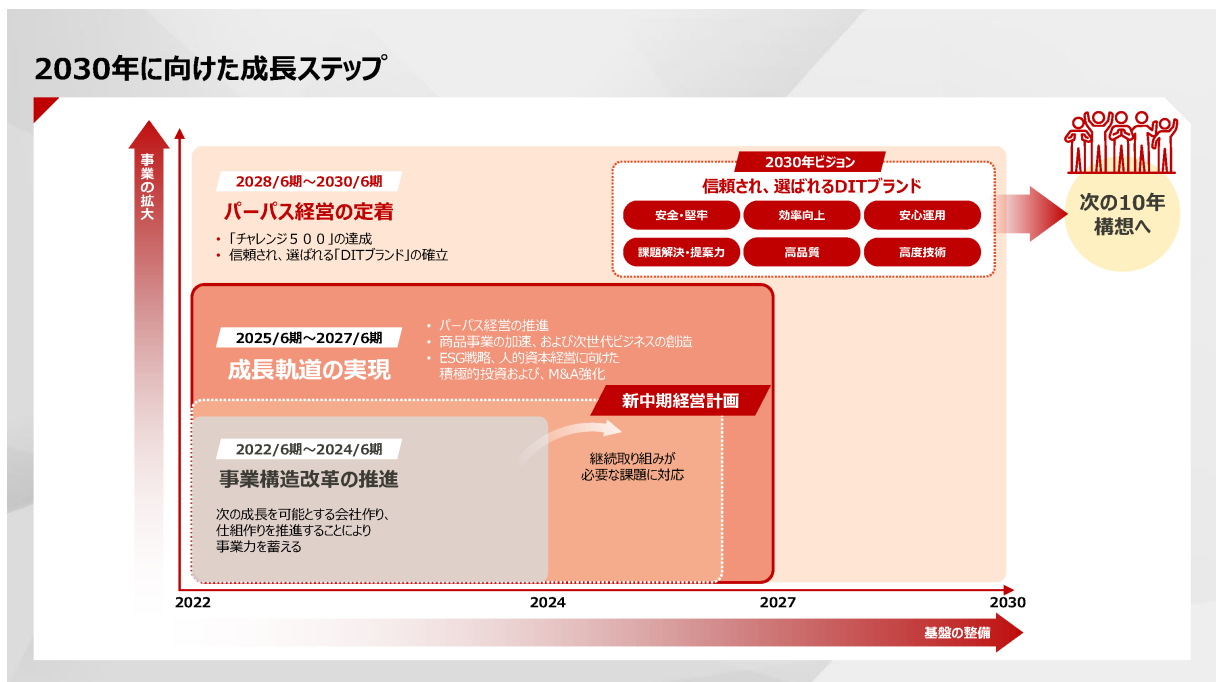 2030年に向けた成長ステップ
事業の拡大
2028/6期～2030/6期
パーパス経営の定着
• 「チャレンジ５００」の達成
• 信頼され、選ばれる「DITブランド」の確立
2030年ビジョン
信頼され、選ばれるDITブランド
安全・堅牢
効率向上
安心運用
課題解決・提案力
高品質
高度技術
次の10年
構想へ
2025/6期～2027/6期
成長軌道の実現
• パーパス経営の推進
• 商品事業の加速、および次世代ビジネスの創造
• ESG戦略、人的資本経営に向けた
積極的投資および、M&A強化
新中期経営計画
2022/6期～2024/6期
事業構造改革の推進
次の成長を可能とする会社作り、
仕組作りを推進することにより
事業力を蓄える
継続取り組みが
必要な課題に対応
2022
2024
2027
2030
基盤の整備